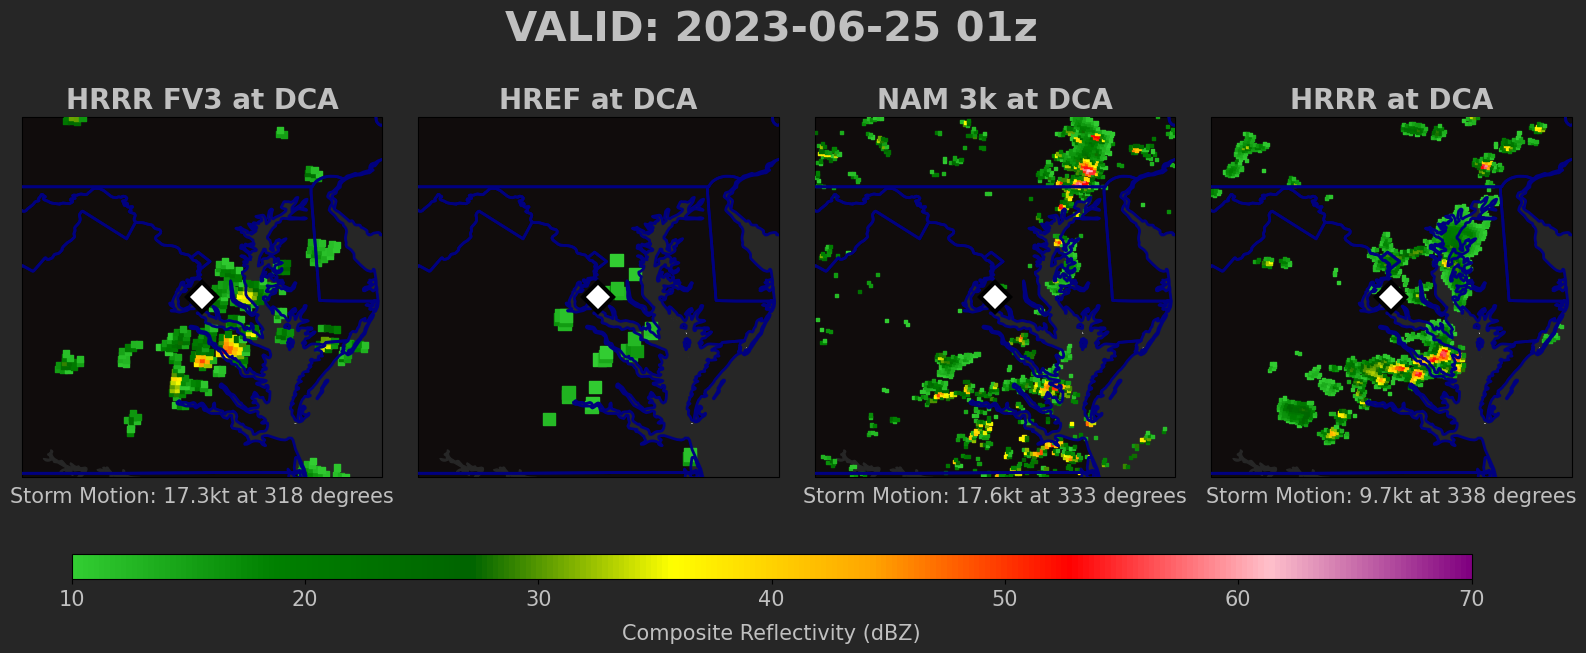 VALID: 2023-06-25 01z
HRRR FV3 at DCA
HREF at DCA
NAM 3k at DCA
HRRR at DCA
Storm Motion: 17.3kt at 318 degrees
Storm Motion: 17.6kt at 333 degrees
Storm Motion: 9.7kt at 338 degrees
10 20 30 40 50 60 70
Composite Reflectivity (dBZ)